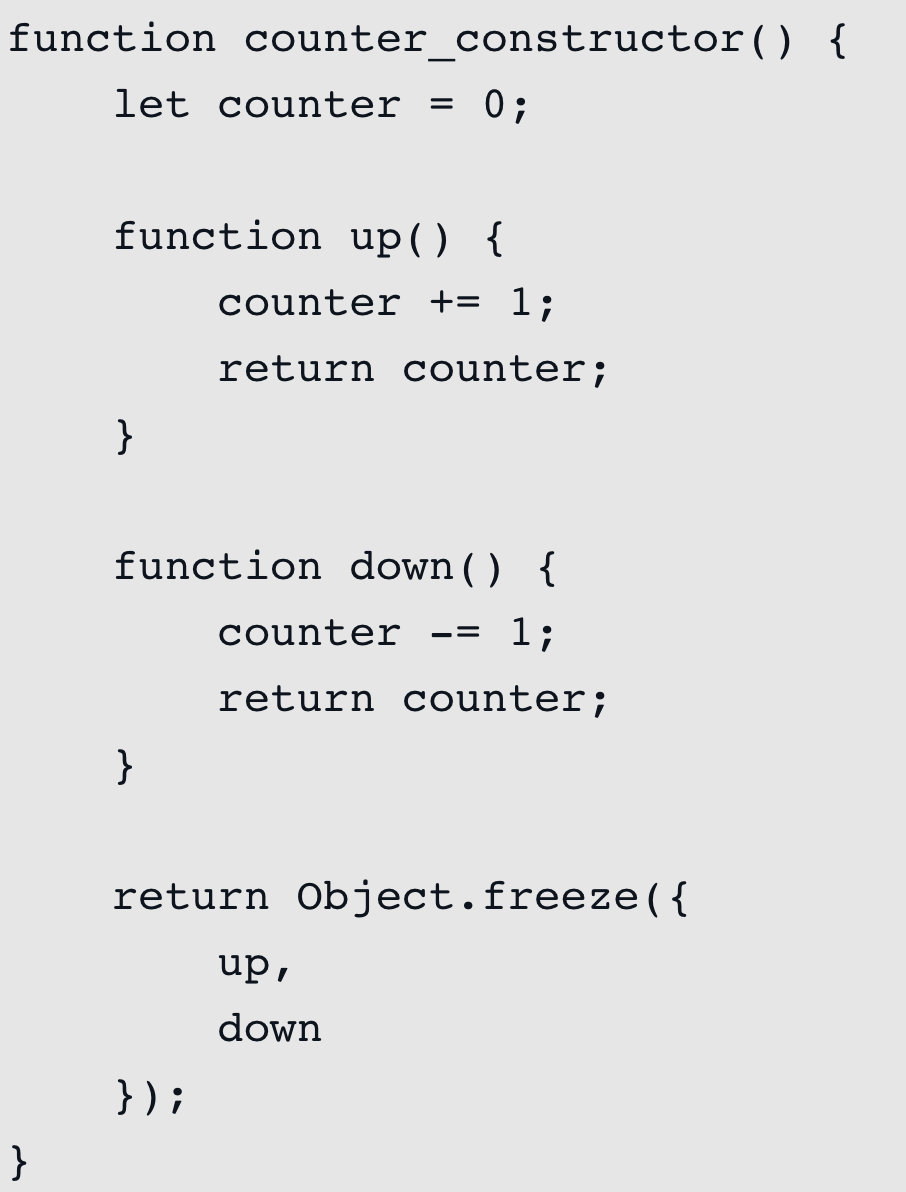 function counter_constructor() {
    let counter = 0;

    function up() {
        counter += 1;
        return counter;
    }

    function down() {
        counter -= 1;
        return counter;
    }

    return Object.freeze({
        up,
        down
    });
}